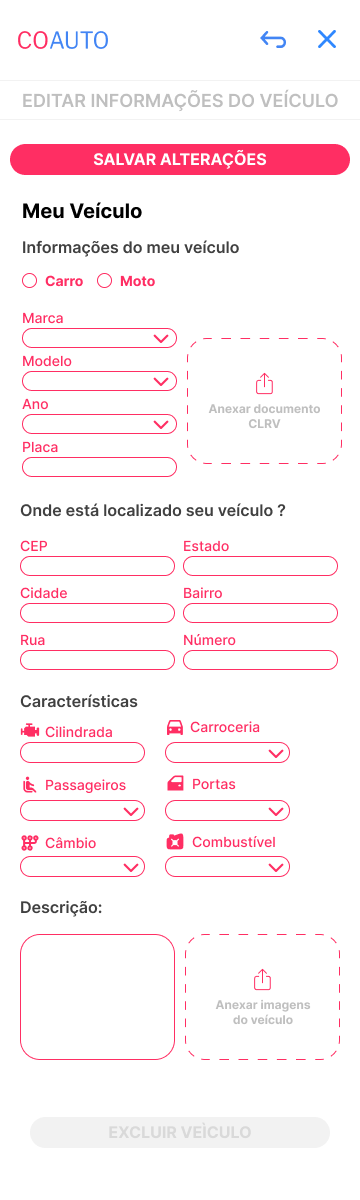 COAUTO
EDITAR INFORMAÇÕES DO VEÍCULO
SALVAR ALTERAÇÕES
Meu Veículo
Informações do meu veículo
Carro Moto
Marca
Modelo
Ano
Placa
Anexar documento
CLRV
Onde está localizado seu veículo ?
CEP Estado
Cidade Bairro
Rua Número
Características
Cilindrada Carroceria
Passageiros Portas
Câmbio Combustível
Descrição:
Anexar imagens
do veículo
EXCLUIR VEÌCULO